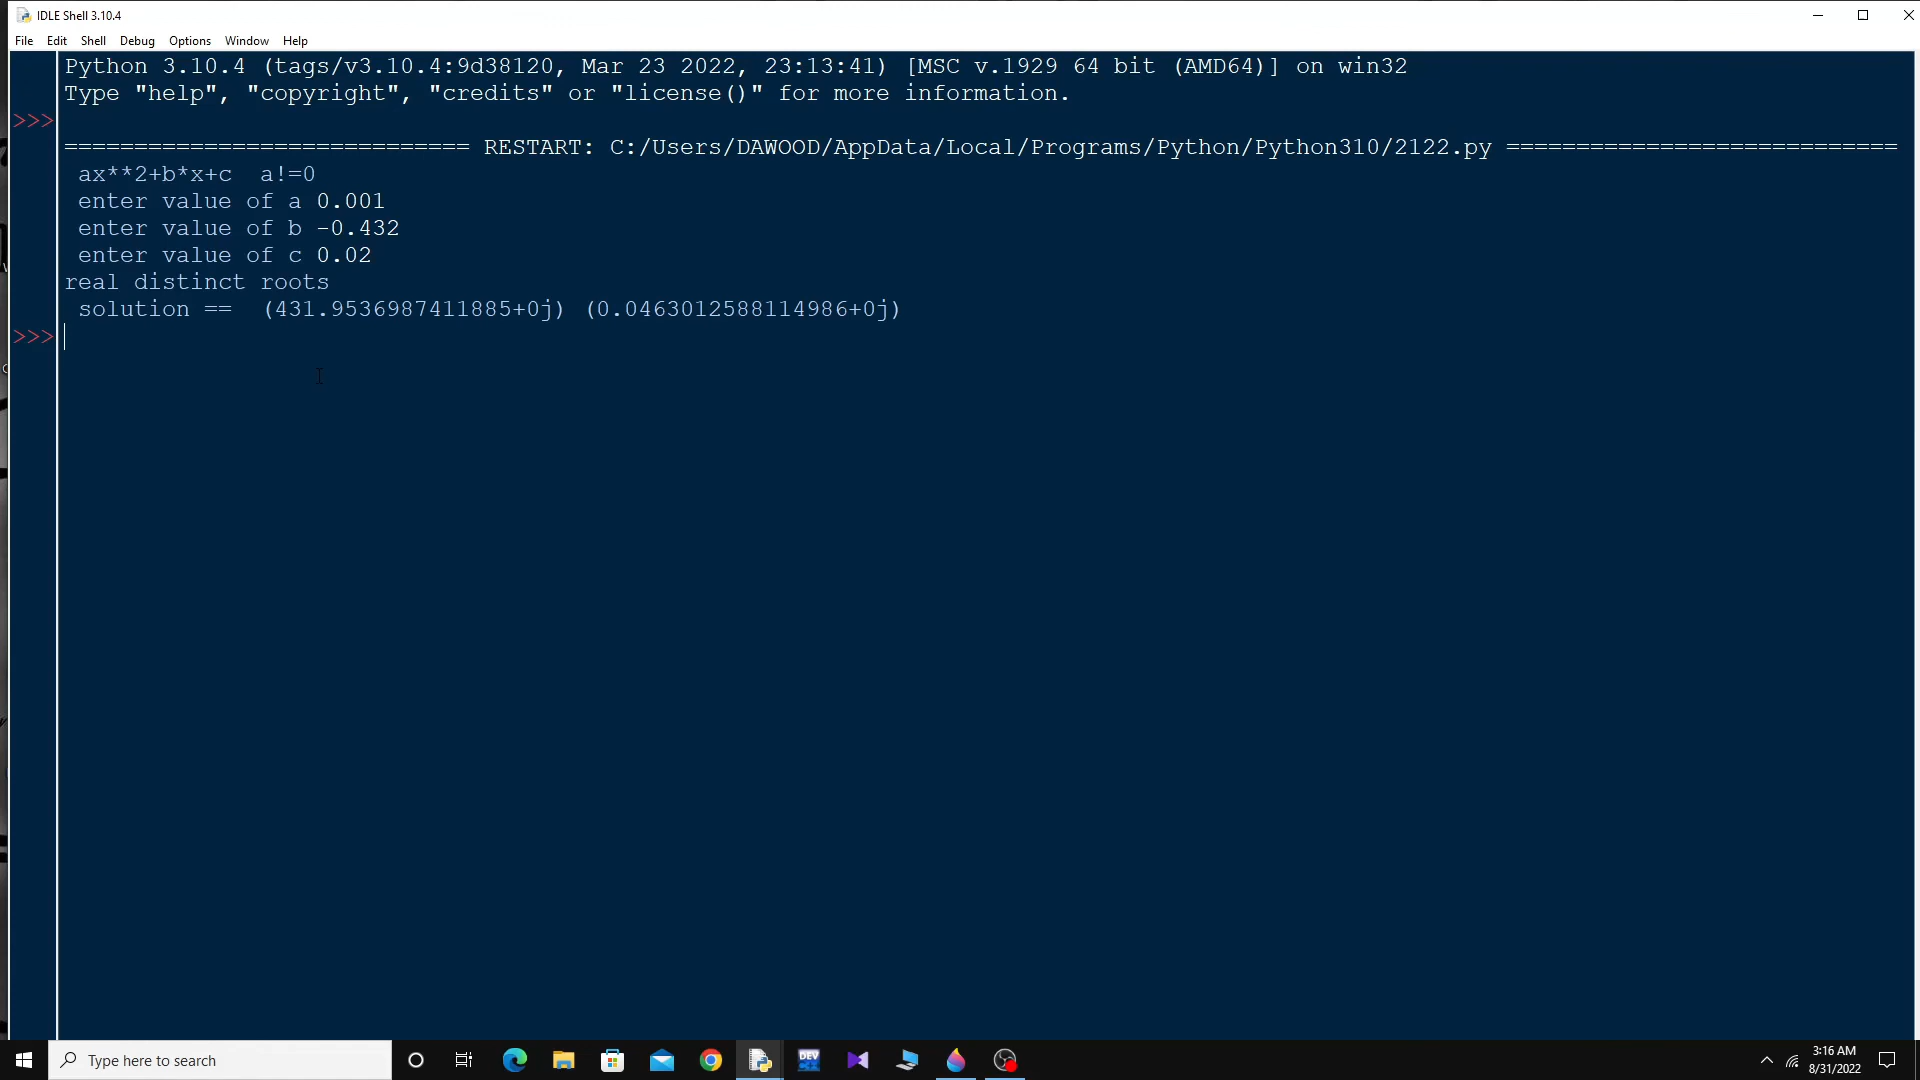 IDLE Shell 3.10.4
File Edit Shell Debug Options Window Help
Python 3.10.4 (tags/v3.10.4:9d38120, Mar 23 2022, 23:13:41) [MSC v.1929 64 bit (AMD64)] on win32
Type "help", "copyright", "credits" or "license()" for more information.
>>>
============================= RESTART: C:/Users/DAWOOD/AppData/Local/Programs/Python/Python310/2122.py ============================
ax**2+b*x+c  a!=0
enter value of a 0.001
enter value of b -0.432
enter value of c 0.02
real distinct roots
solution ==  (431.9536987411885+0j) (0.0463012588114986+0j)
>>>
Type here to search
DEV
3:16 AM
8/31/2022